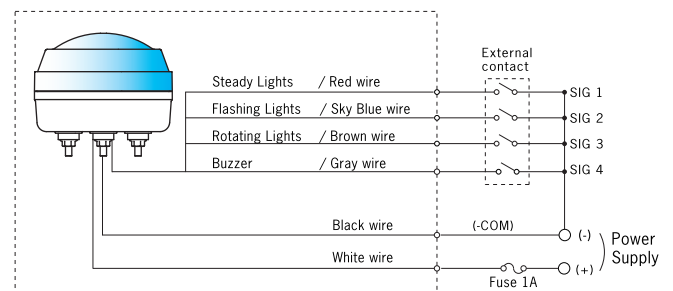 External
contact
Steady Lights / Red wire
SIG 1
Flashing Lights / Sky Blue wire
SIG 2
Rotating Lights / Brown wire
SIG 3
Buzzer / Gray wire
SIG 4
Black wire
(-COM)
(-)
Power
Supply
White wire
Fuse 1A
(+)